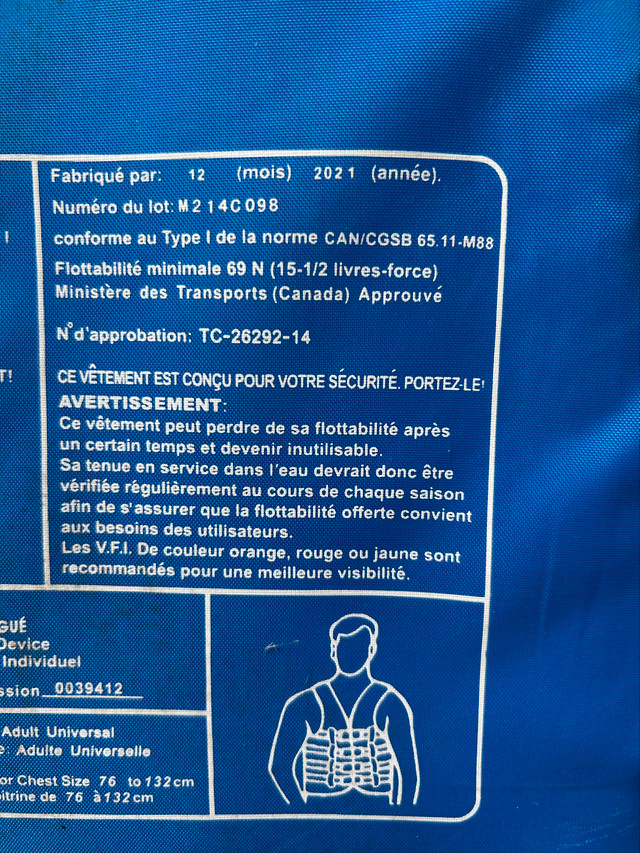 Fabriqué par: 12 (mois) 2021 (année).
Numéro du lot: M214C098
conforme au Type I de la norme CAN/CGSB 65.11-M88
Flottabilité minimale 69 N (15-1/2 livres-force)
Ministère des Transports (Canada) Approuvé
N° d'approbation: TC-26292-14
CE VÊTEMENT EST CONÇU POUR VOTRE SÉCURITÉ. PORTEZ-LE!
AVERTISSEMENT:
Ce vêtement peut perdre de sa flottabilité après
un certain temps et devenir inutilisable.
Sa tenue en service dans l'eau devrait donc être
vérifiée régulièrement au cours de chaque saison
afin de s'assurer que la flottabilité offerte convient
aux besoins des utilisateurs.
Les V.F.I. De couleur orange, rouge ou jaune sont
recommandés pour une meilleure visibilité.
GUÉ
Device
Individuel
ssion 0039412
Adult Universal
e: Adulte Universelle
or Chest Size 76 to 132 cm
itrine de 76 à 132 cm